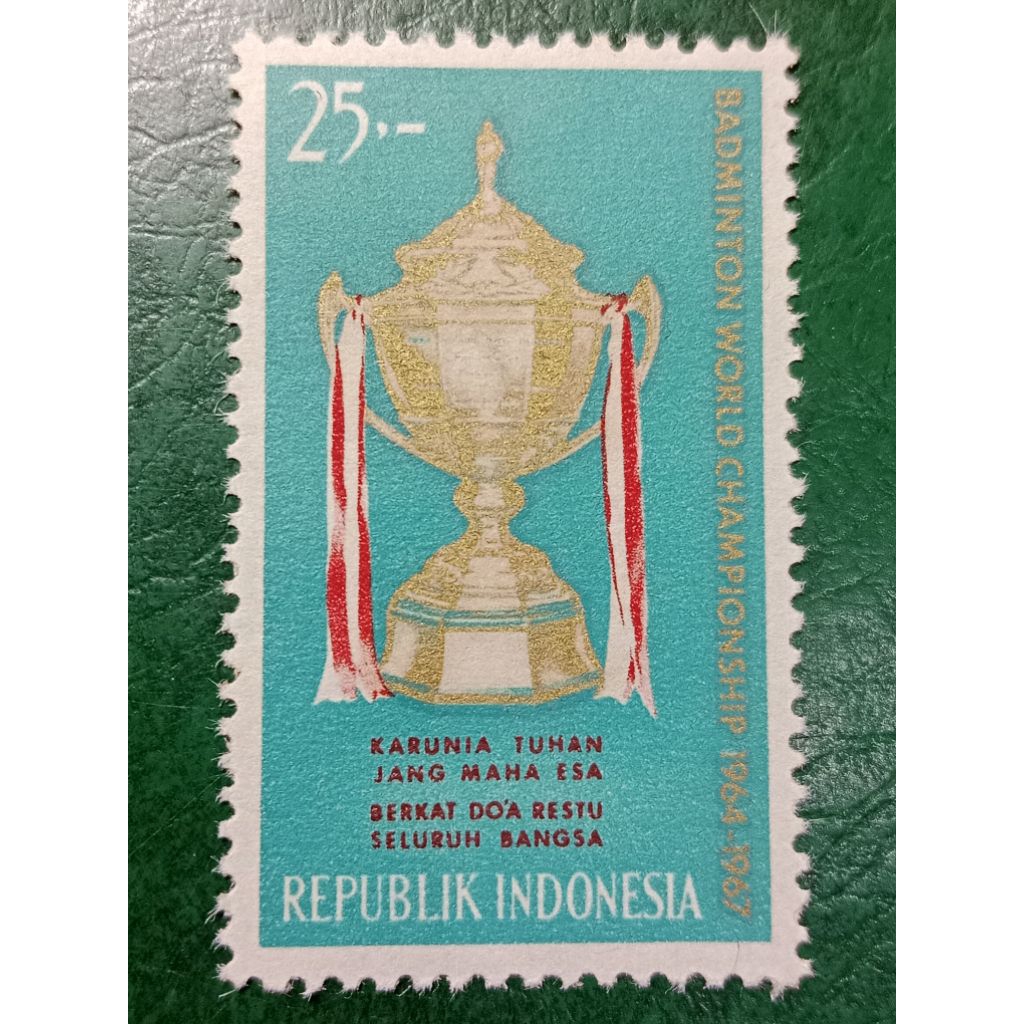 25,-
BADMINTON WORLD CHAMPIONSHIP 1964-1967
KARUNIA TUHAN
JANG MAHA ESA
BERKAT DO'A RESTU
SELURUH BANGSA
REPUBLIK INDONESIA